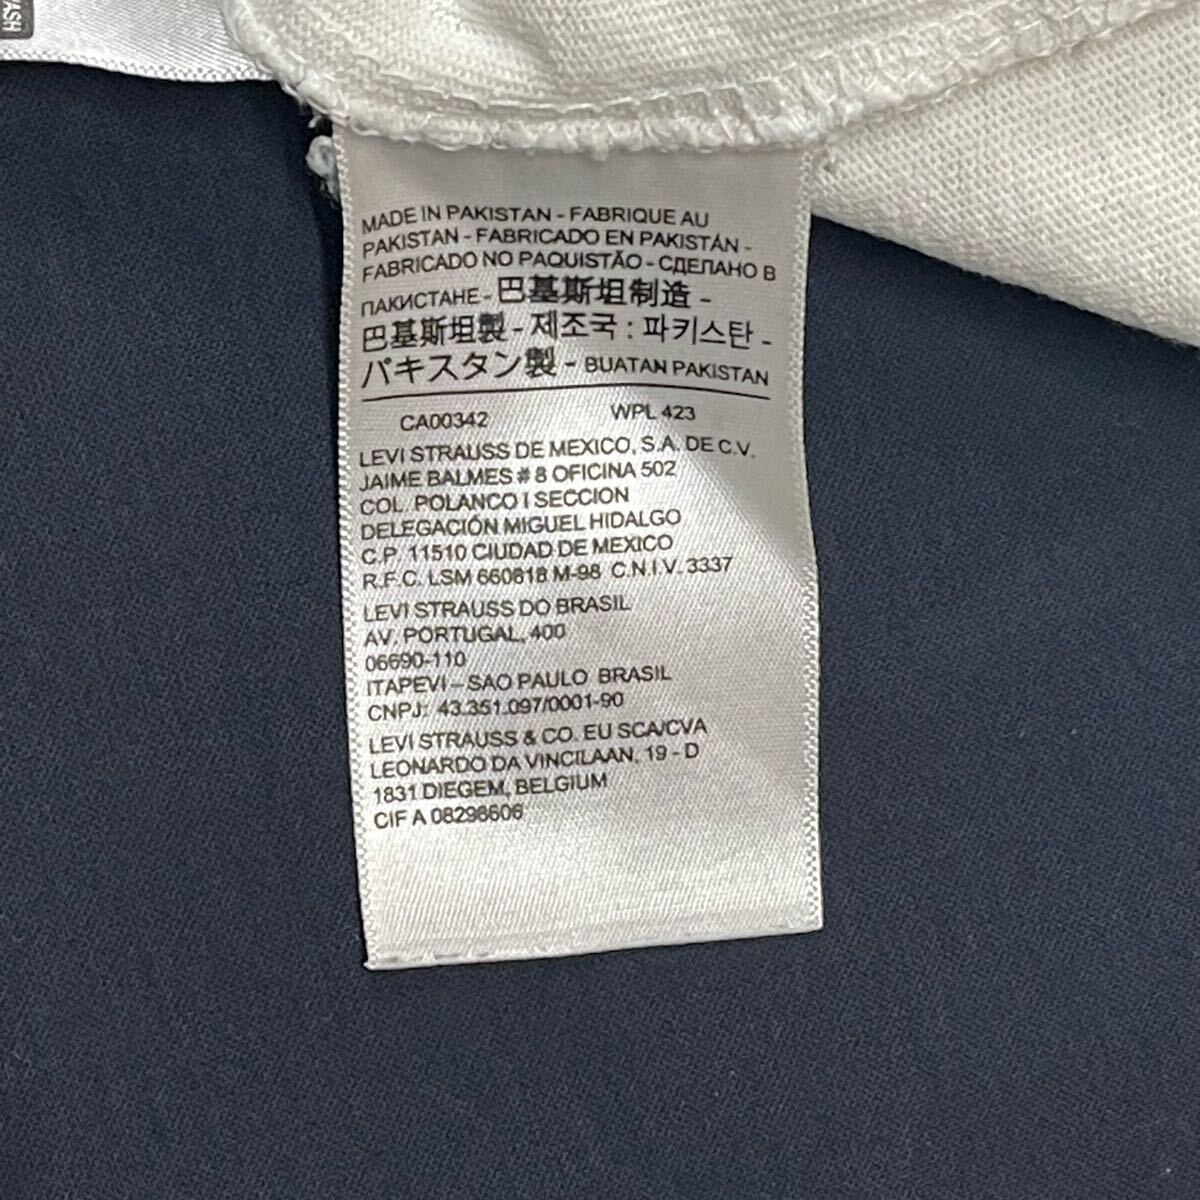 MADE IN PAKISTAN - FABRIQUE AU
PAKISTAN - FABRICADO EN PAKISTÁN -
FABRICADO NO PAQUISTÃO - СДЕЛАНО В
ПАКИСТАНЕ - 巴基斯坦制造 -
巴基斯坦製 - 제조국 : 파키스탄 -
パキスタン製 - BUATAN PAKISTAN
CA00342 WPL 423
LEVI STRAUSS DE MEXICO, S.A. DE C.V.
JAIME BALMES # 8 OFICINA 502
COL. POLANCO I SECCION
DELEGACIÓN MIGUEL HIDALGO
C.P. 11510 CIUDAD DE MEXICO
R.F.C. LSM 660818 M-98 C.N.I.V. 3337
LEVI STRAUSS DO BRASIL
AV. PORTUGAL, 400
06690-110
ITAPEVI – SAO PAULO BRASIL
CNPJ: 43.351.097/0001-90
LEVI STRAUSS & CO. EU SCA/CVA
LEONARDO DA VINCILAAN, 19 - D
1831 DIEGEM, BELGIUM
CIF A 08298606